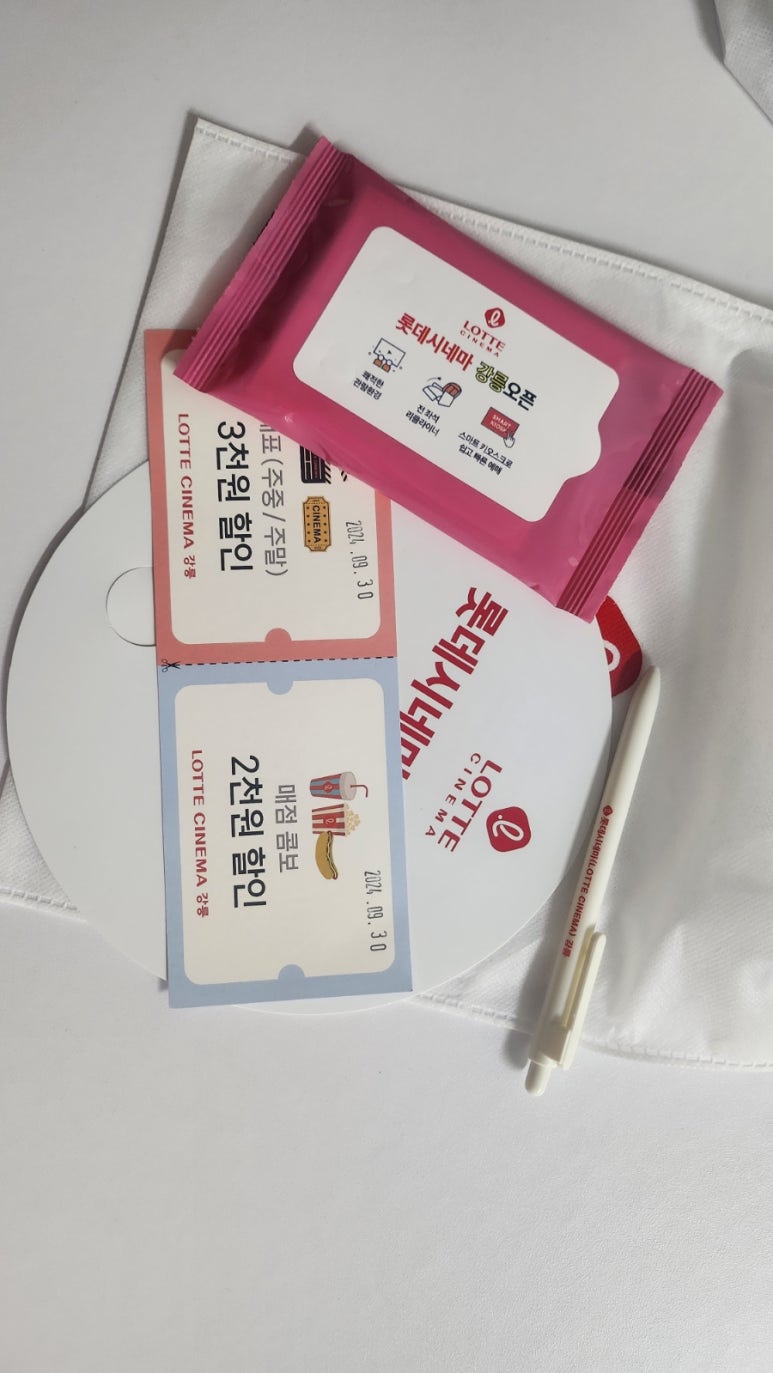 LOTTE
CINEMA
롯데시네마 강릉오픈
쾌적한
관람환경
전 좌석
리클라이너
SMART
KIOSK
스마트 키오스크로
쉽고 빠른 예매
2024.09.30
CINEMA
(주중/주말)
3천원 할인
LOTTE CINEMA 강릉
2024.09.30
매점 콤보
2천원 할인
LOTTE CINEMA 강릉
롯데시네마
LOTTE
CINEMA
롯데시네마(LOTTE CINEMA) 강릉